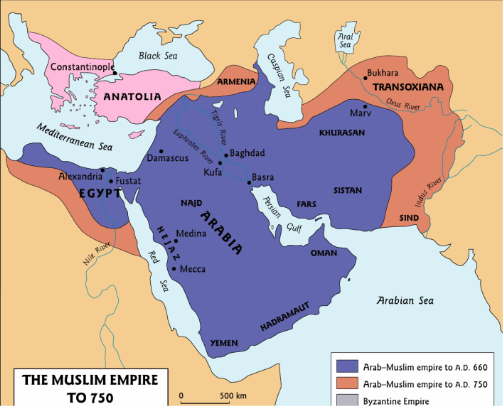 Black Sea
Aral
Sea
Constantinople
Caspian Sea
Bukhara
ANATOLIA
ARMENIA
TRANSOXIANA
Oxus River
Marv
Mediterranean Sea
Tigris River
KHURASAN
Euphrates River
Damascus
Baghdad
Kufa
Alexandria
Fustat
Basra
EGYPT
SISTAN
Indus River
NAJD
ARABIA
Persian
Gulf
FARS
SIND
HEJAZ
Medina
Nile River
Red
Sea
Mecca
OMAN
Arabian Sea
HADRAMAUT
YEMEN
THE MUSLIM EMPIRE
TO 750
0 500 km
Arab–Muslim empire to A.D. 660
Arab–Muslim empire to A.D. 750
Byzantine Empire